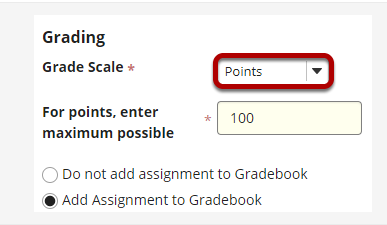 Grading
Grade Scale *
Points
For points, enter
maximum possible
* 100
Do not add assignment to Gradebook
Add Assignment to Gradebook